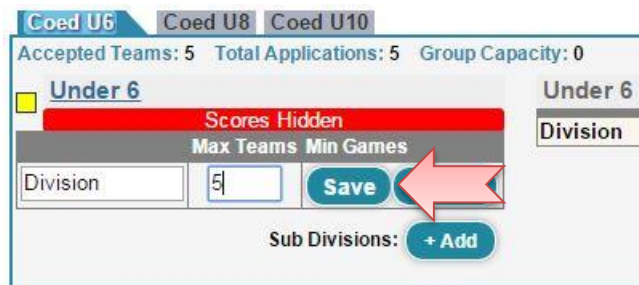 Coed U6 Coed U8 Coed U10
Accepted Teams: 5 Total Applications: 5 Group Capacity: 0
Under 6
Scores Hidden
Max Teams Min Games
Division 5 Save
Sub Divisions: + Add
Under 6
Division